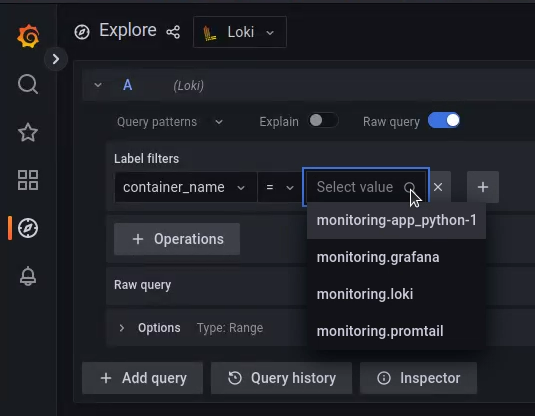 Explore
Loki
A (Loki)
Query patterns Explain Raw query
Label filters
container_name = Select value
monitoring-app_python-1
+ Operations
monitoring.grafana
Raw query
monitoring.loki
Options Type: Range
monitoring.promtail
+ Add query Query history Inspector